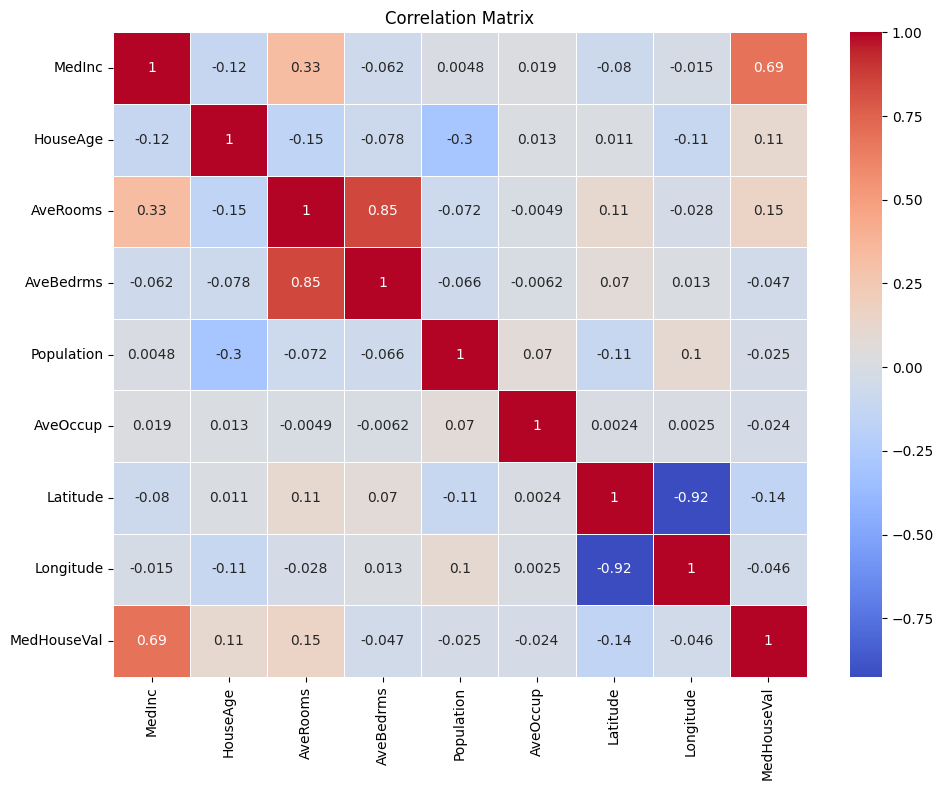 Correlation Matrix
MedInc 1 -0.12 0.33 -0.062 0.0048 0.019 -0.08 -0.015 0.69
HouseAge -0.12 1 -0.15 -0.078 -0.3 0.013 0.011 -0.11 0.11
AveRooms 0.33 -0.15 1 0.85 -0.072 -0.0049 0.11 -0.028 0.15
AveBedrms -0.062 -0.078 0.85 1 -0.066 -0.0062 0.07 0.013 -0.047
Population 0.0048 -0.3 -0.072 -0.066 1 0.07 -0.11 0.1 -0.025
AveOccup 0.019 0.013 -0.0049 -0.0062 0.07 1 0.0024 0.0025 -0.024
Latitude -0.08 0.011 0.11 0.07 -0.11 0.0024 1 -0.92 -0.14
Longitude -0.015 -0.11 -0.028 0.013 0.1 0.0025 -0.92 1 -0.046
MedHouseVal 0.69 0.11 0.15 -0.047 -0.025 -0.024 -0.14 -0.046 1
MedInc HouseAge AveRooms AveBedrms Population AveOccup Latitude Longitude MedHouseVal
1.00
0.75
0.50
0.25
0.00
−0.25
−0.50
−0.75